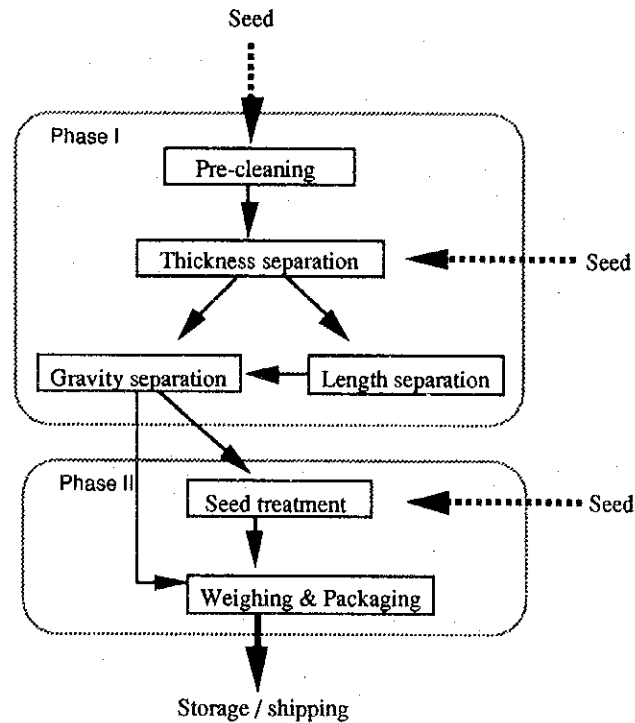 Seed
Phase I
Pre-cleaning
Thickness separation
Seed
Gravity separation
Length separation
Phase II
Seed treatment
Seed
Weighing & Packaging
Storage / shipping